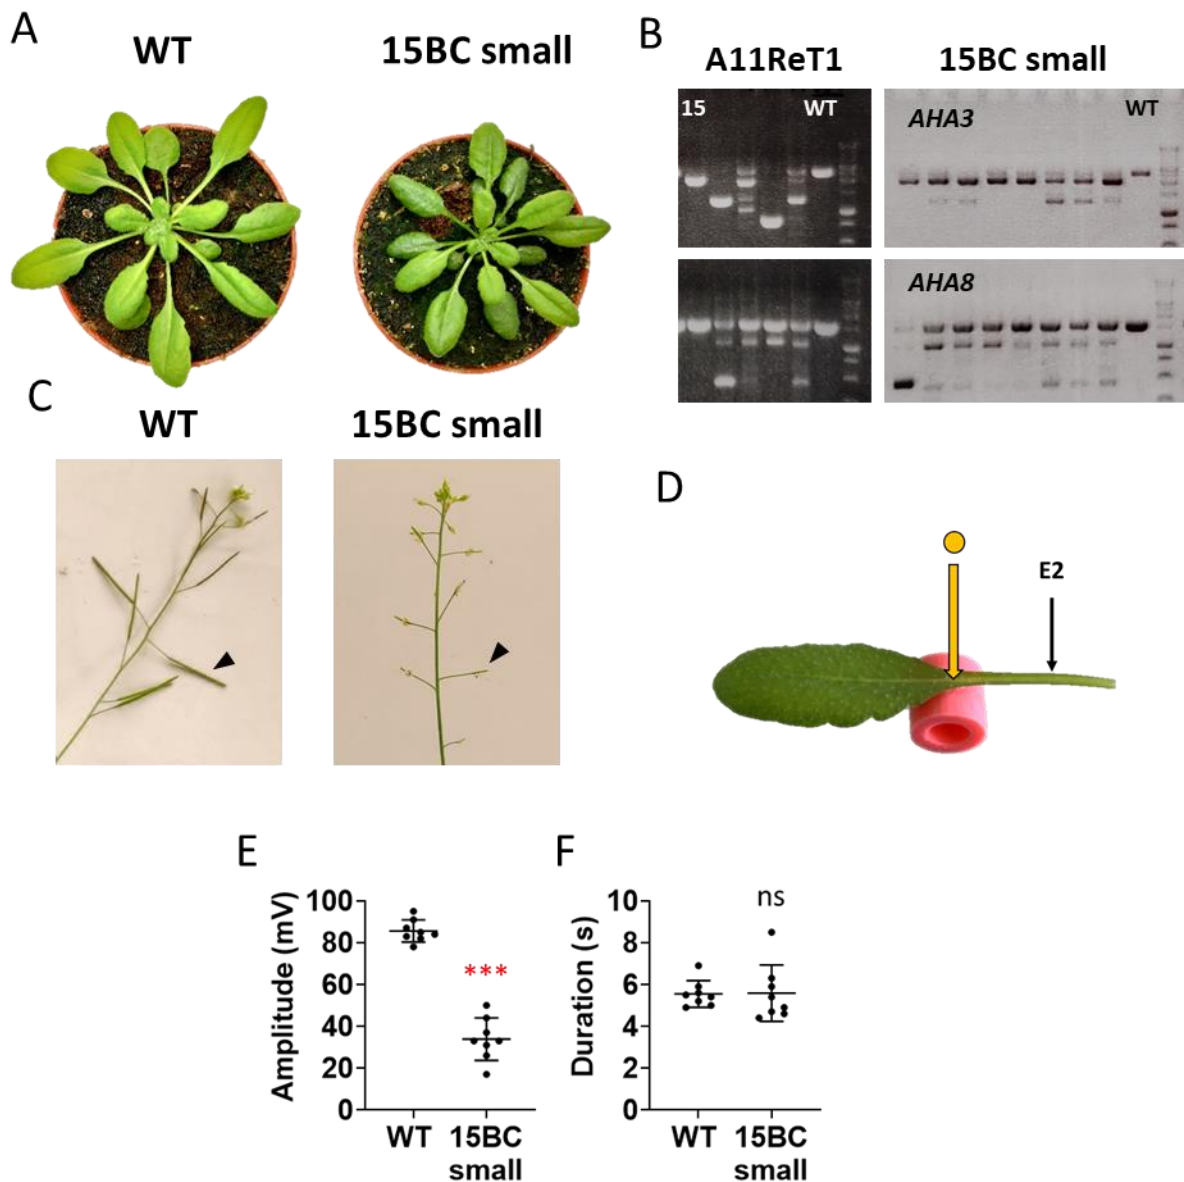 A
WT
15BC small
B
A11ReT1
15BC small
15
WT
AHA3
WT
AHA8
C
WT
15BC small
D
E2
E
Amplitude (mV)
100
80
60
40
20
0
***
WT
15BC
small
F
Duration (s)
10
8
6
4
2
0
ns
WT
15BC
small